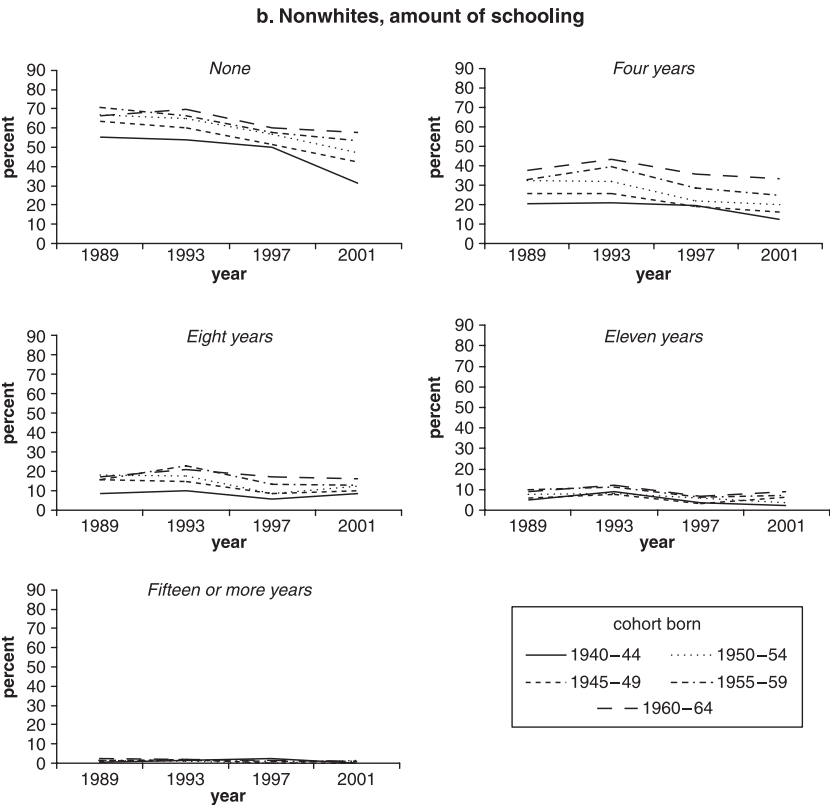 b. Nonwhites, amount of schooling
None
90
80
70
60
50
40
30
20
10
0
percent
1989 1993 1997 2001
year
Four years
90
80
70
60
50
40
30
20
10
0
percent
1989 1993 1997 2001
year
Eight years
90
80
70
60
50
40
30
20
10
0
percent
1989 1993 1997 2001
year
Eleven years
90
80
70
60
50
40
30
20
10
0
percent
1989 1993 1997 2001
year
Fifteen or more years
90
80
70
60
50
40
30
20
10
0
percent
1989 1993 1997 2001
year
cohort born
1940–44 1950–54
1945–49 1955–59
1960–64